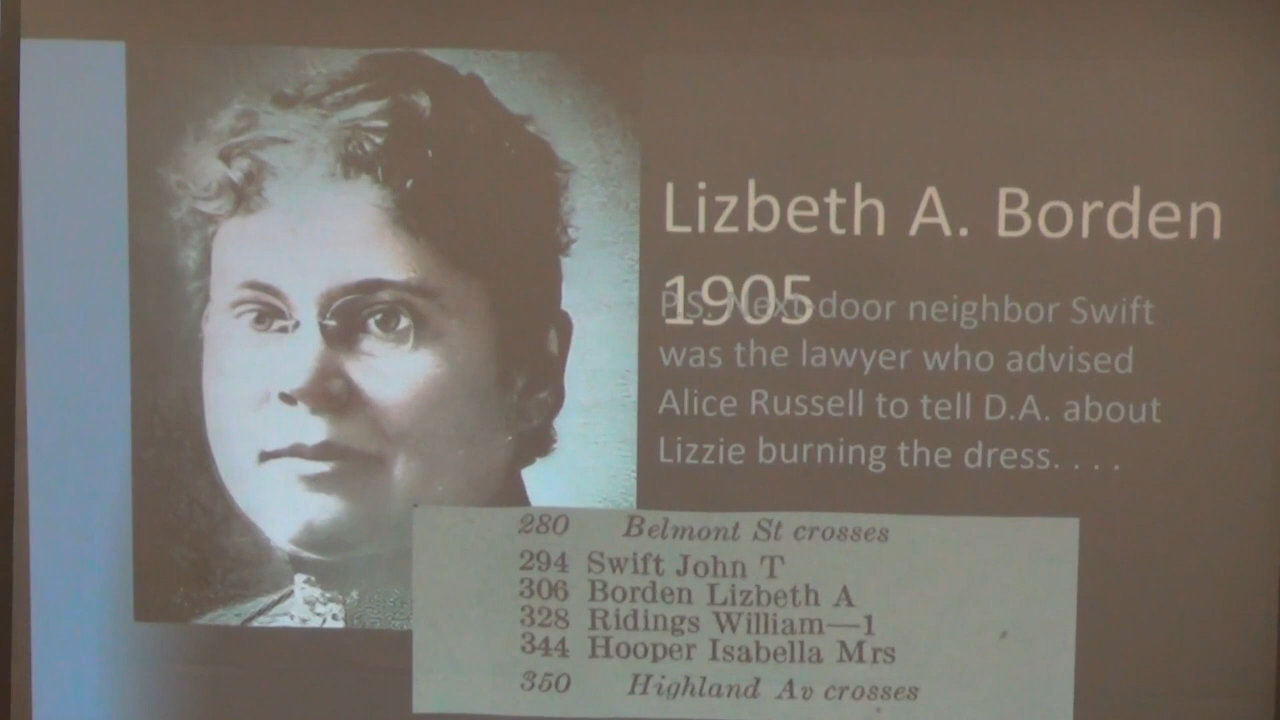 Lizbeth A. Borden
1905
P.S. Next door neighbor Swift
was the lawyer who advised
Alice Russell to tell D.A. about
Lizzie burning the dress. . . .
280 Belmont St crosses
294 Swift John T
306 Borden Lizbeth A
328 Ridings William—1
344 Hooper Isabella Mrs
350 Highland Av crosses